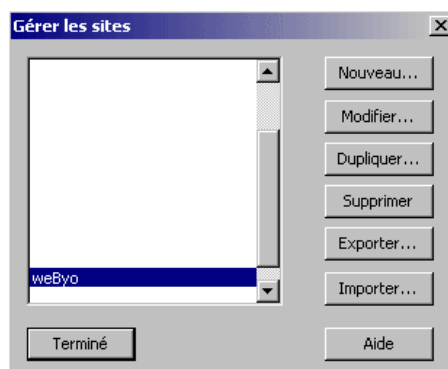 Gérer les sites
Nouveau...
Modifier...
Dupliquer...
Supprimer
Exporter...
weByo
Importer...
Terminé
Aide